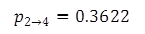 p₂→₄ = 0.3622